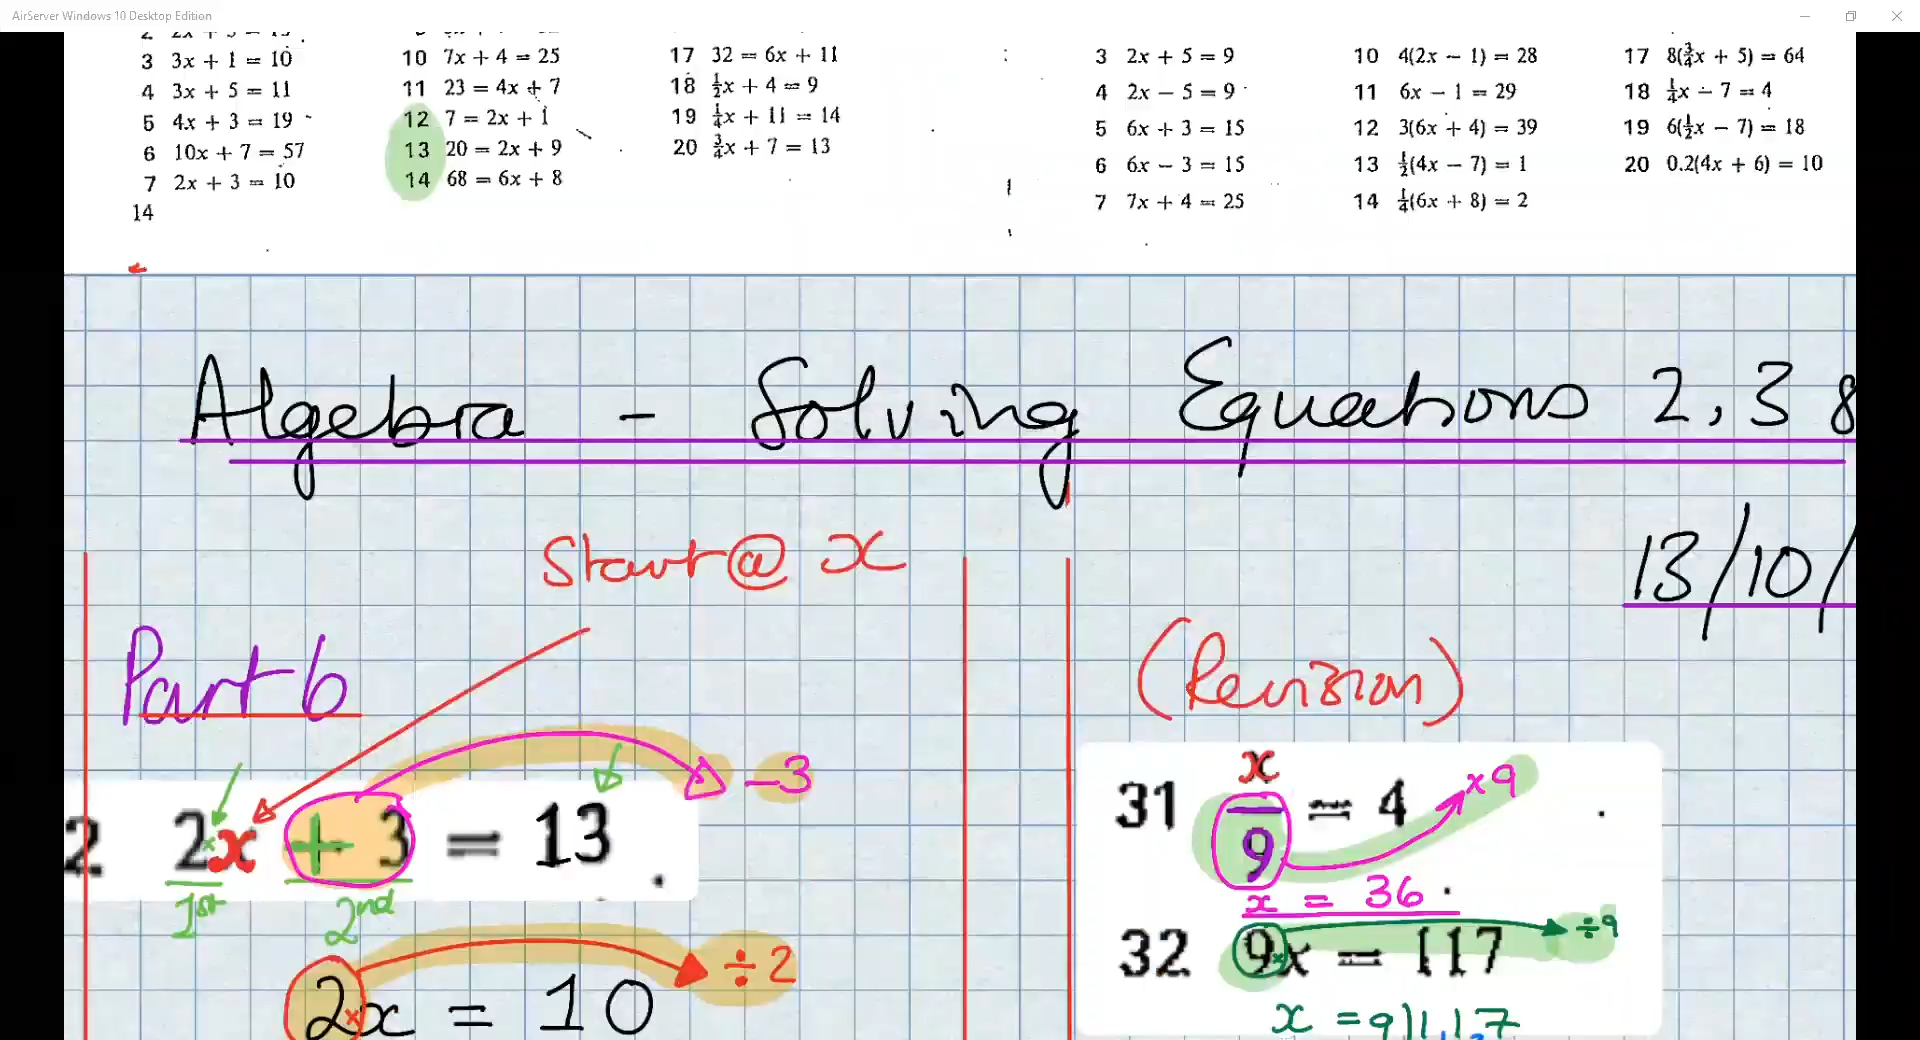 AirServer Windows 10 Desktop Edition
3 3x + 1 = 10
4 3x + 5 = 11
5 4x + 3 = 19
6 10x + 7 = 57
7 2x + 3 = 10
14
10 7x + 4 = 25
11 23 = 4x + 7
12 7 = 2x + 1
13 20 = 2x + 9
14 68 = 6x + 8
17 32 = 6x + 11
18 ½x + 4 = 9
19 ¼x + 11 = 14
20 ¾x + 7 = 13
3 2x + 5 = 9
4 2x − 5 = 9
5 6x + 3 = 15
6 6x − 3 = 15
7 7x + 4 = 25
10 4(2x − 1) = 28
11 6x − 1 = 29
12 3(6x + 4) = 39
13 ½(4x − 7) = 1
14 ¼(6x + 8) = 2
17 8(¾x + 5) = 64
18 ¼x − 7 = 4
19 6(½x − 7) = 18
20 0.2(4x + 6) = 10
Algebra - Solving Equations 2, 3 &
13/10/
Start @ x
Part 6
− 3
2 2x + 3 = 13
1st 2nd
÷ 2
2x = 10
(Revision)
31 x/9 = 4 ×9
x = 36
32 9x = 117 ÷9
x = 9)117